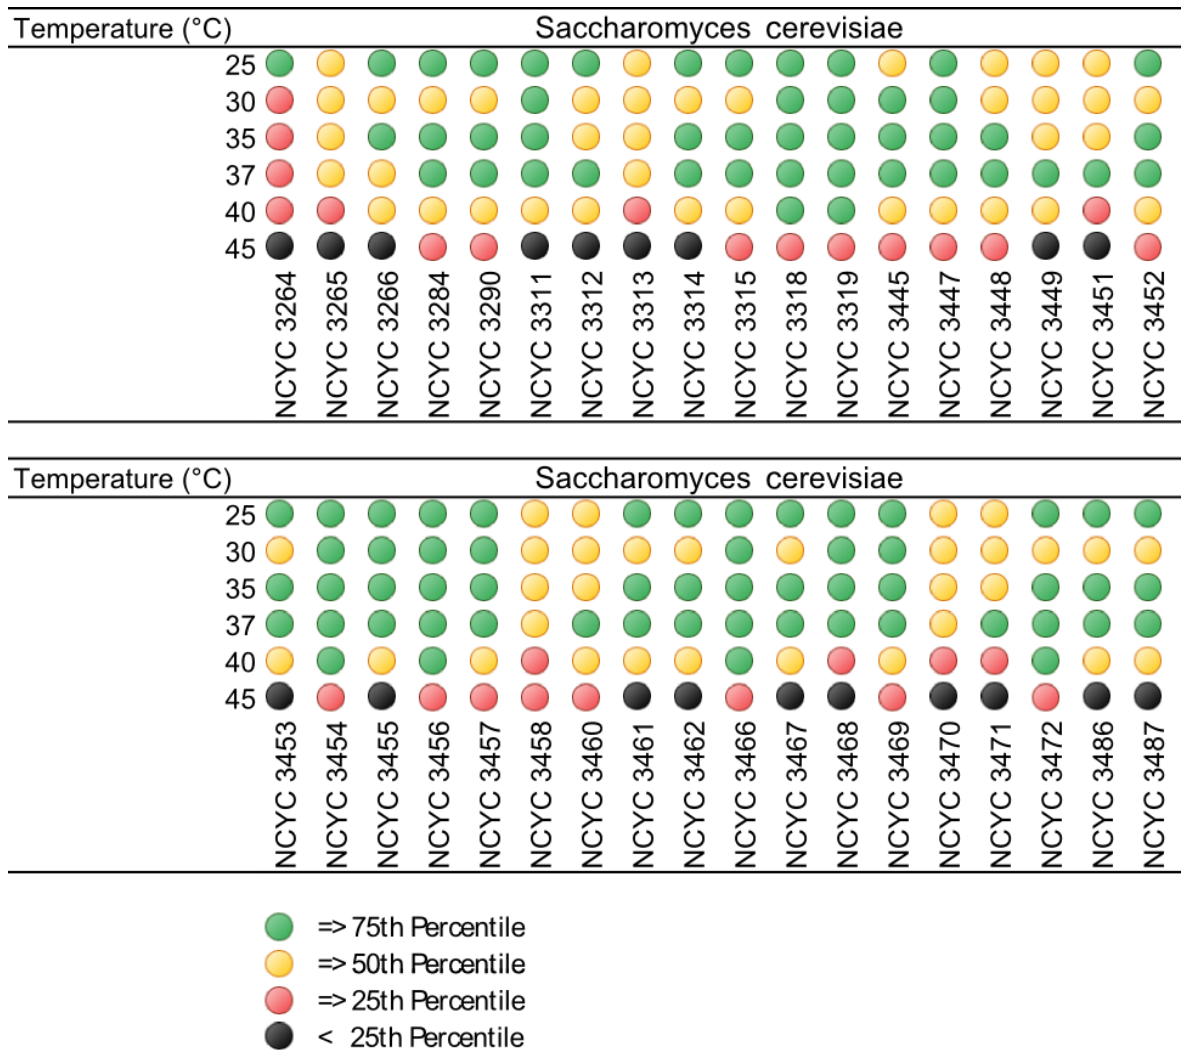 Temperature (°C) Saccharomyces cerevisiae
25
30
35
37
40
45
NCYC 3264 NCYC 3265 NCYC 3266 NCYC 3284 NCYC 3290 NCYC 3311 NCYC 3312 NCYC 3313 NCYC 3314 NCYC 3315 NCYC 3318 NCYC 3319 NCYC 3445 NCYC 3447 NCYC 3448 NCYC 3449 NCYC 3451 NCYC 3452
Temperature (°C) Saccharomyces cerevisiae
25
30
35
37
40
45
NCYC 3453 NCYC 3454 NCYC 3455 NCYC 3456 NCYC 3457 NCYC 3458 NCYC 3460 NCYC 3461 NCYC 3462 NCYC 3466 NCYC 3467 NCYC 3468 NCYC 3469 NCYC 3470 NCYC 3471 NCYC 3472 NCYC 3486 NCYC 3487
=> 75th Percentile
=> 50th Percentile
=> 25th Percentile
< 25th Percentile